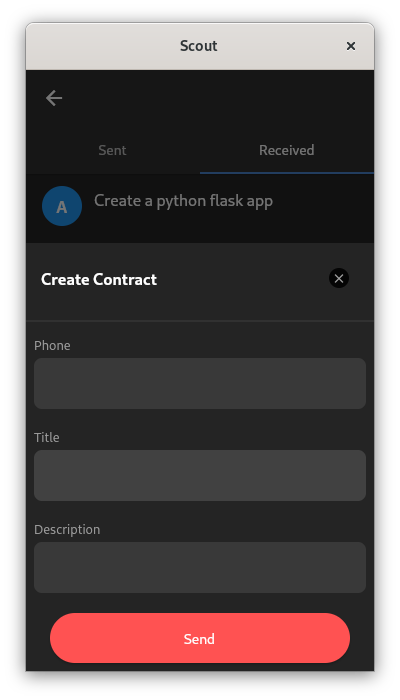 Scout
Sent Received
A Create a python flask app
Create Contract
Phone
Title
Description
Send